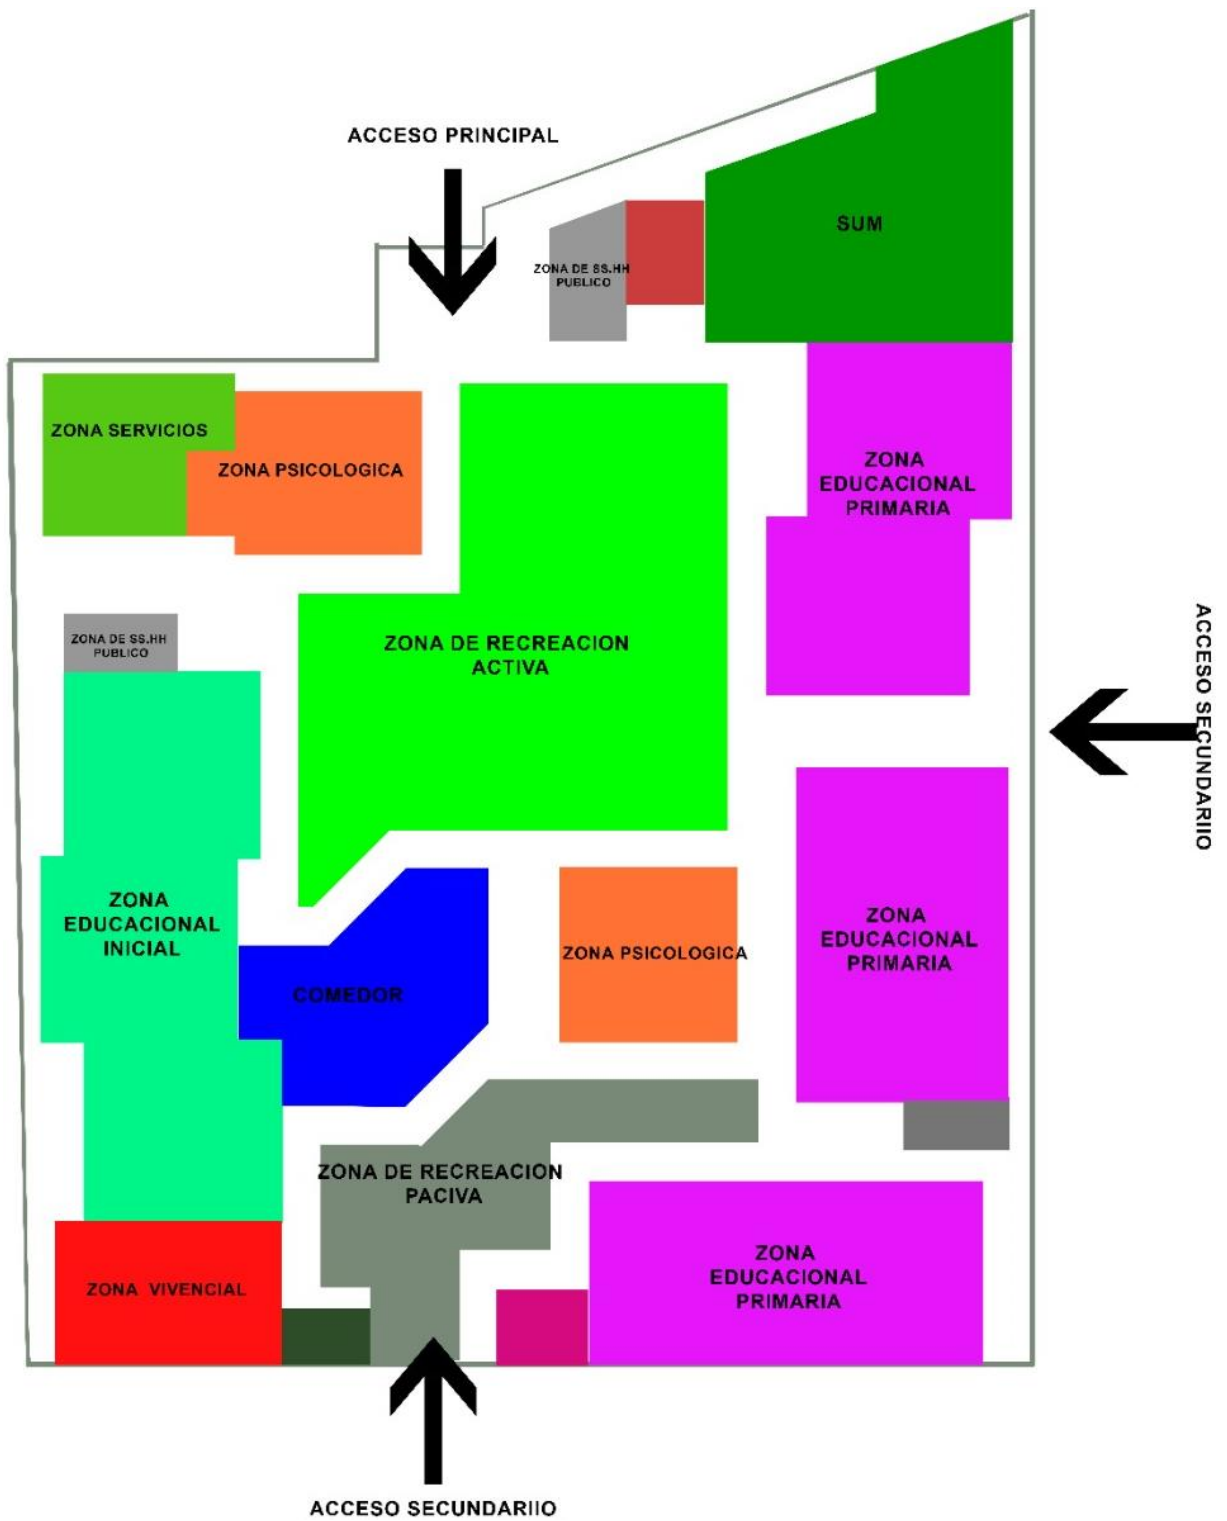 ACCESO PRINCIPAL
SUM
ZONA DE SS.HH
PUBLICO
ZONA SERVICIOS
ZONA PSICOLOGICA
ZONA
EDUCACIONAL
PRIMARIA
ZONA DE SS.HH
PUBLICO
ZONA DE RECREACION
ACTIVA
ACCESO SECUNDARIIO
ZONA
EDUCACIONAL
INICIAL
COMEDOR
ZONA PSICOLOGICA
ZONA
EDUCACIONAL
PRIMARIA
ZONA DE RECREACION
PACIVA
ZONA VIVENCIAL
ZONA
EDUCACIONAL
PRIMARIA
ACCESO SECUNDARIIO